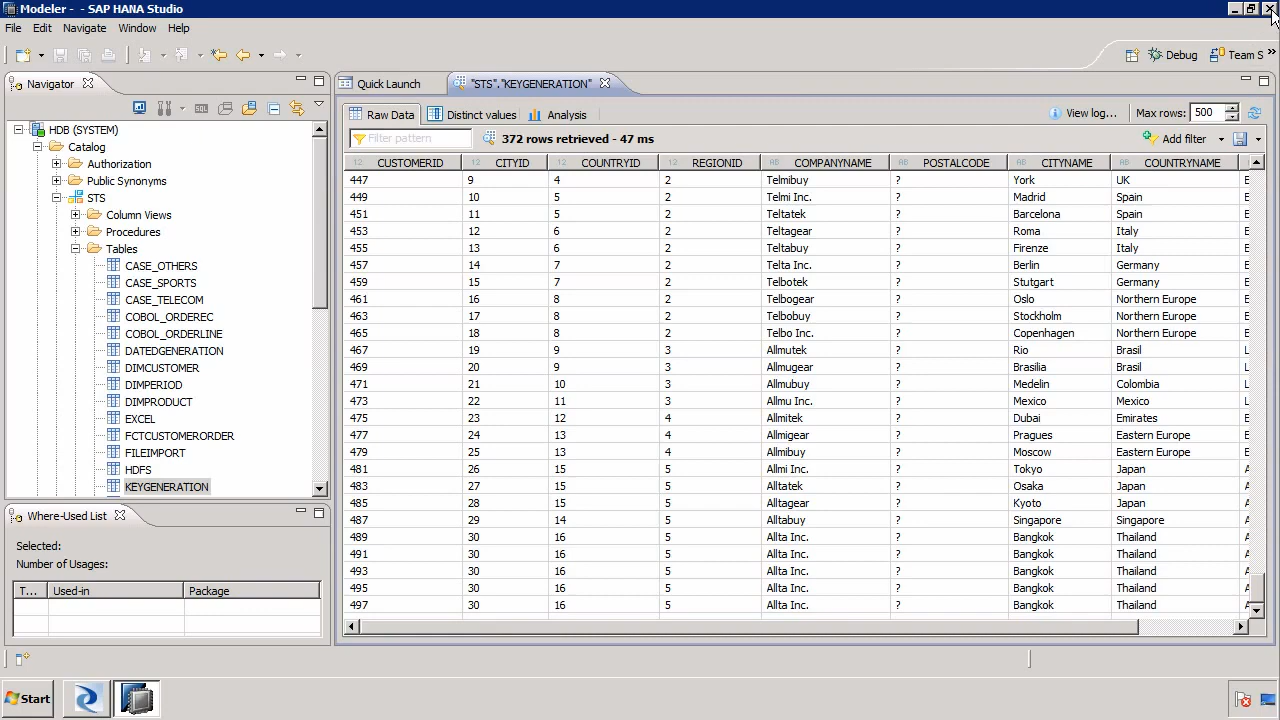 Modeler - - SAP HANA Studio
File Edit Navigate Window Help
Debug Team S »
Navigator
Quick Launch "STS"."KEYGENERATION"
SQL
HDB (SYSTEM)
Catalog
Authorization
Public Synonyms
STS
Column Views
Procedures
Tables
CASE_OTHERS
CASE_SPORTS
CASE_TELECOM
COBOL_ORDEREC
COBOL_ORDERLINE
DATEDGENERATION
DIMCUSTOMER
DIMPERIOD
DIMPRODUCT
EXCEL
FCTCUSTOMERORDER
FILEIMPORT
HDFS
KEYGENERATION
Where-Used List
Selected:
Number of Usages:
T... Used-in Package
Raw Data Distinct values Analysis View log... Max rows: 500
Filter pattern 372 rows retrieved - 47 ms Add filter
12 CUSTOMERID 12 CITYID 12 COUNTRYID 12 REGIONID AB COMPANYNAME AB POSTALCODE AB CITYNAME AB COUNTRYNAME
447 9 4 2 Telmibuy ? York UK E
449 10 5 2 Telmi Inc. ? Madrid Spain E
451 11 5 2 Teltatek ? Barcelona Spain E
453 12 6 2 Teltagear ? Roma Italy E
455 13 6 2 Teltabuy ? Firenze Italy E
457 14 7 2 Telta Inc. ? Berlin Germany E
459 15 7 2 Telbotek ? Stuttgart Germany E
461 16 8 2 Telbogear ? Oslo Northern Europe E
463 17 8 2 Telbobuy ? Stockholm Northern Europe E
465 18 8 2 Telbo Inc. ? Copenhagen Northern Europe E
467 19 9 3 Allmutek ? Rio Brasil L
469 20 9 3 Allmugear ? Brasilia Brasil L
471 21 10 3 Allmubuy ? Medelin Colombia L
473 22 11 3 Allmu Inc. ? Mexico Mexico L
475 23 12 4 Allmitek ? Dubai Emirates E
477 24 13 4 Allmigear ? Pragues Eastern Europe E
479 25 13 4 Allmibuy ? Moscow Eastern Europe E
481 26 15 5 Allmi Inc. ? Tokyo Japan A
483 27 15 5 Alltatek ? Osaka Japan A
485 28 15 5 Alltagear ? Kyoto Japan A
487 29 14 5 Alltabuy ? Singapore Singapore A
489 30 16 5 Allta Inc. ? Bangkok Thailand A
491 30 16 5 Allta Inc. ? Bangkok Thailand A
493 30 16 5 Allta Inc. ? Bangkok Thailand A
495 30 16 5 Allta Inc. ? Bangkok Thailand A
497 30 16 5 Allta Inc. ? Bangkok Thailand A
Start